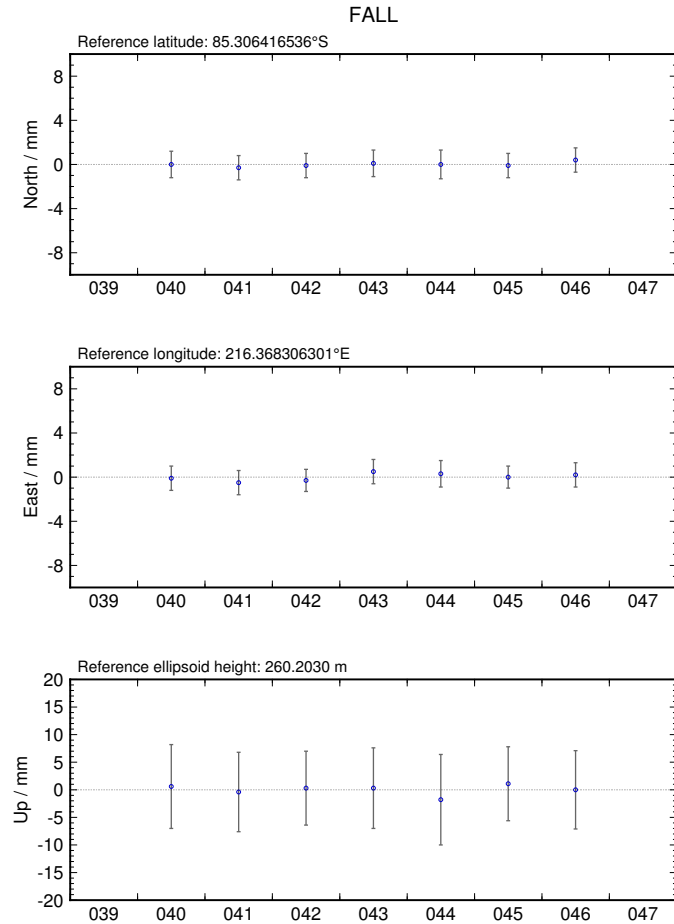 FALL
Reference latitude: 85.306416536°S
North / mm
8
4
0
-4
-8
039 040 041 042 043 044 045 046 047
Reference longitude: 216.368306301°E
East / mm
8
4
0
-4
-8
039 040 041 042 043 044 045 046 047
Reference ellipsoid height: 260.2030 m
Up / mm
20
15
10
5
0
-5
-10
-15
-20
039 040 041 042 043 044 045 046 047